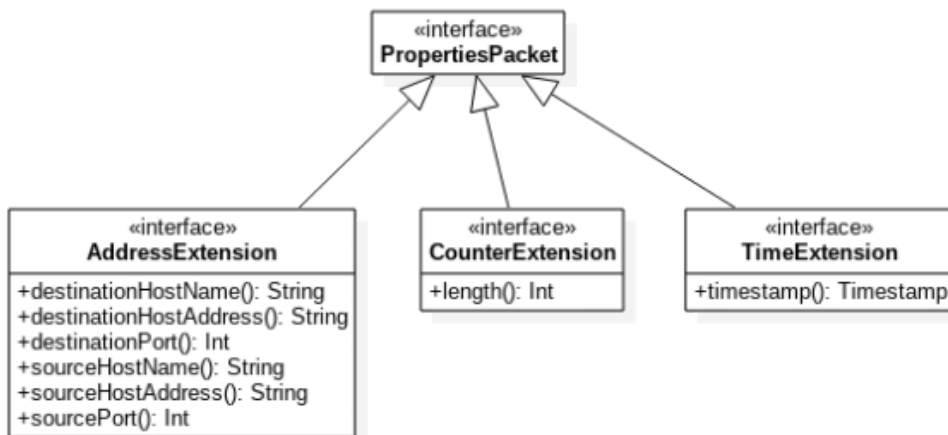 «interface»
PropertiesPacket
«interface»
AddressExtension
+destinationHostName(): String
+destinationHostAddress(): String
+destinationPort(): Int
+sourceHostName(): String
+sourceHostAddress(): String
+sourcePort(): Int
«interface»
CounterExtension
+length(): Int
«interface»
TimeExtension
+timestamp(): Timestamp